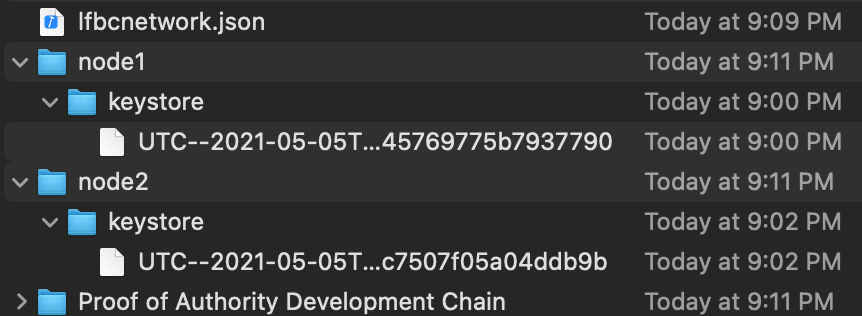 lfbcnetwork.json Today at 9:09 PM
node1 Today at 9:11 PM
keystore Today at 9:00 PM
UTC--2021-05-05T...45769775b7937790 Today at 9:00 PM
node2 Today at 9:11 PM
keystore Today at 9:02 PM
UTC--2021-05-05T...c7507f05a04ddb9b Today at 9:02 PM
Proof of Authority Development Chain Today at 9:11 PM